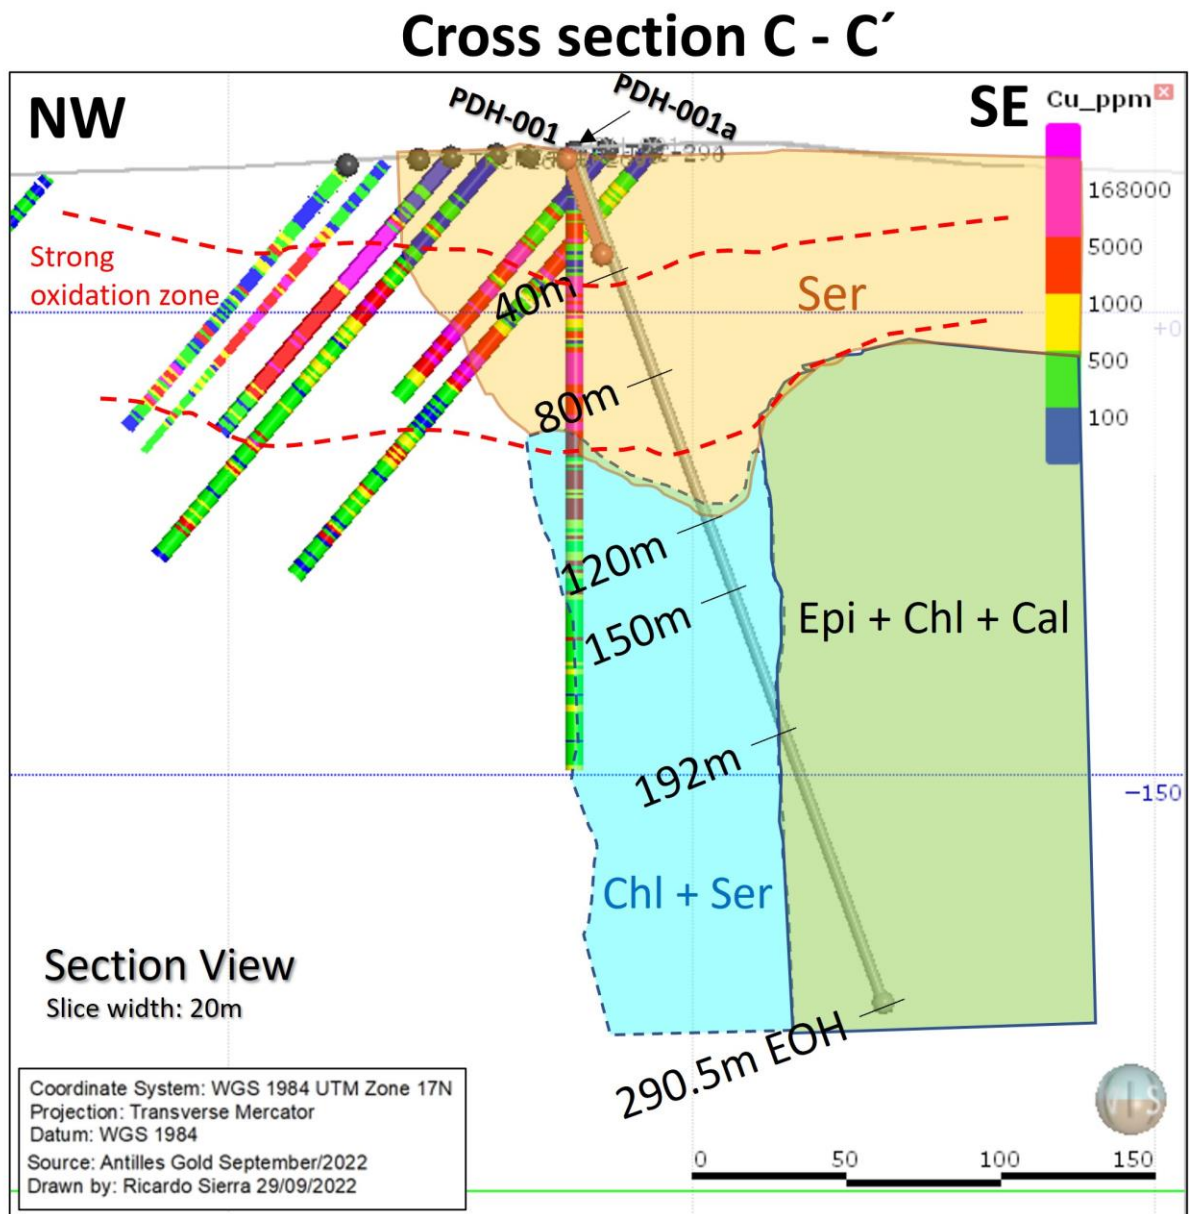 Cross section C - C´
NW
PDH-001
PDH-001a
SE
Cu_ppm
168000
5000
1000
500
100
Strong
oxidation zone
Ser
+0
40m
80m
120m
150m
Epi + Chl + Cal
192m
−150
Chl + Ser
Section View
Slice width: 20m
290.5m EOH
Coordinate System: WGS 1984 UTM Zone 17N
Projection: Transverse Mercator
Datum: WGS 1984
Source: Antilles Gold September/2022
Drawn by: Ricardo Sierra 29/09/2022
0 50 100 150